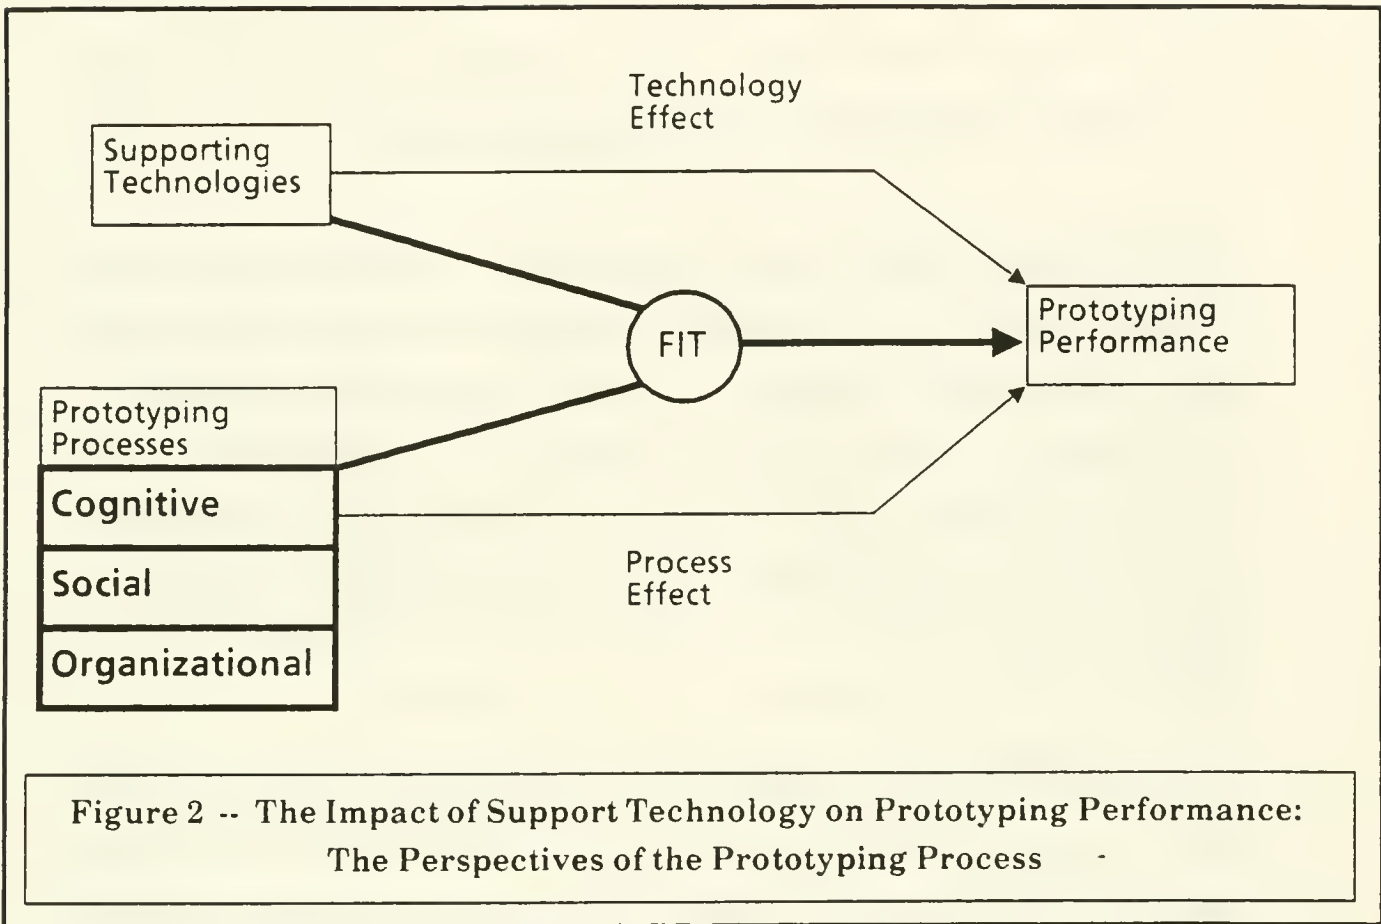 Technology
Effect
Supporting
Technologies
FIT
Prototyping
Performance
Prototyping
Processes
Cognitive
Social
Organizational
Process
Effect
Figure 2 -- The Impact of Support Technology on Prototyping Performance:
The Perspectives of the Prototyping Process